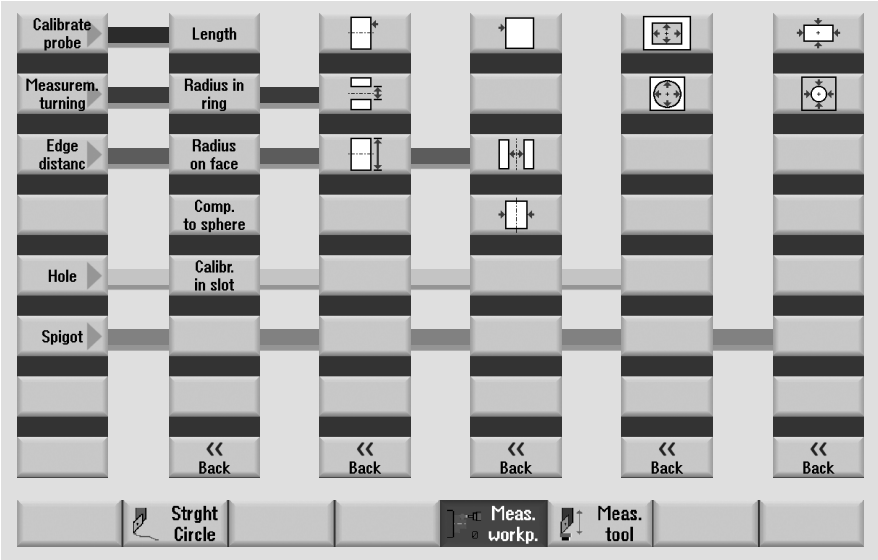 Calibrate
probe
Length
Measurem.
turning
Radius in
ring
Edge
distanc
Radius
on face
Comp.
to sphere
Hole
Calibr.
in slot
Spigot
<<
Back
<<
Back
<<
Back
<<
Back
<<
Back
Strght
Circle
Meas.
workp.
Meas.
tool